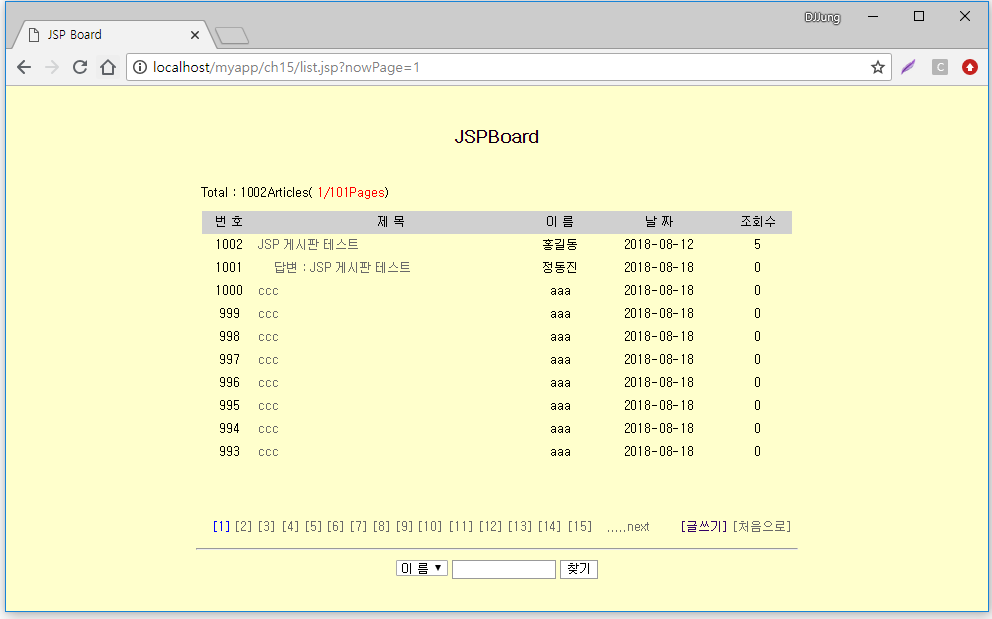 DJJung
JSP Board
localhost/myapp/ch15/list.jsp?nowPage=1
C
JSPBoard
Total : 1002Articles( 1/101Pages)
번 호 제 목 이 름 날 짜 조회수
1002 JSP 게시판 테스트 홍길동 2018-08-12 5
1001 답변 : JSP 게시판 테스트 정동진 2018-08-18 0
1000 ccc aaa 2018-08-18 0
999 ccc aaa 2018-08-18 0
998 ccc aaa 2018-08-18 0
997 ccc aaa 2018-08-18 0
996 ccc aaa 2018-08-18 0
995 ccc aaa 2018-08-18 0
994 ccc aaa 2018-08-18 0
993 ccc aaa 2018-08-18 0
[1] [2] [3] [4] [5] [6] [7] [8] [9] [10] [11] [12] [13] [14] [15] .....next [글쓰기] [처음으로]
이 름 찾기